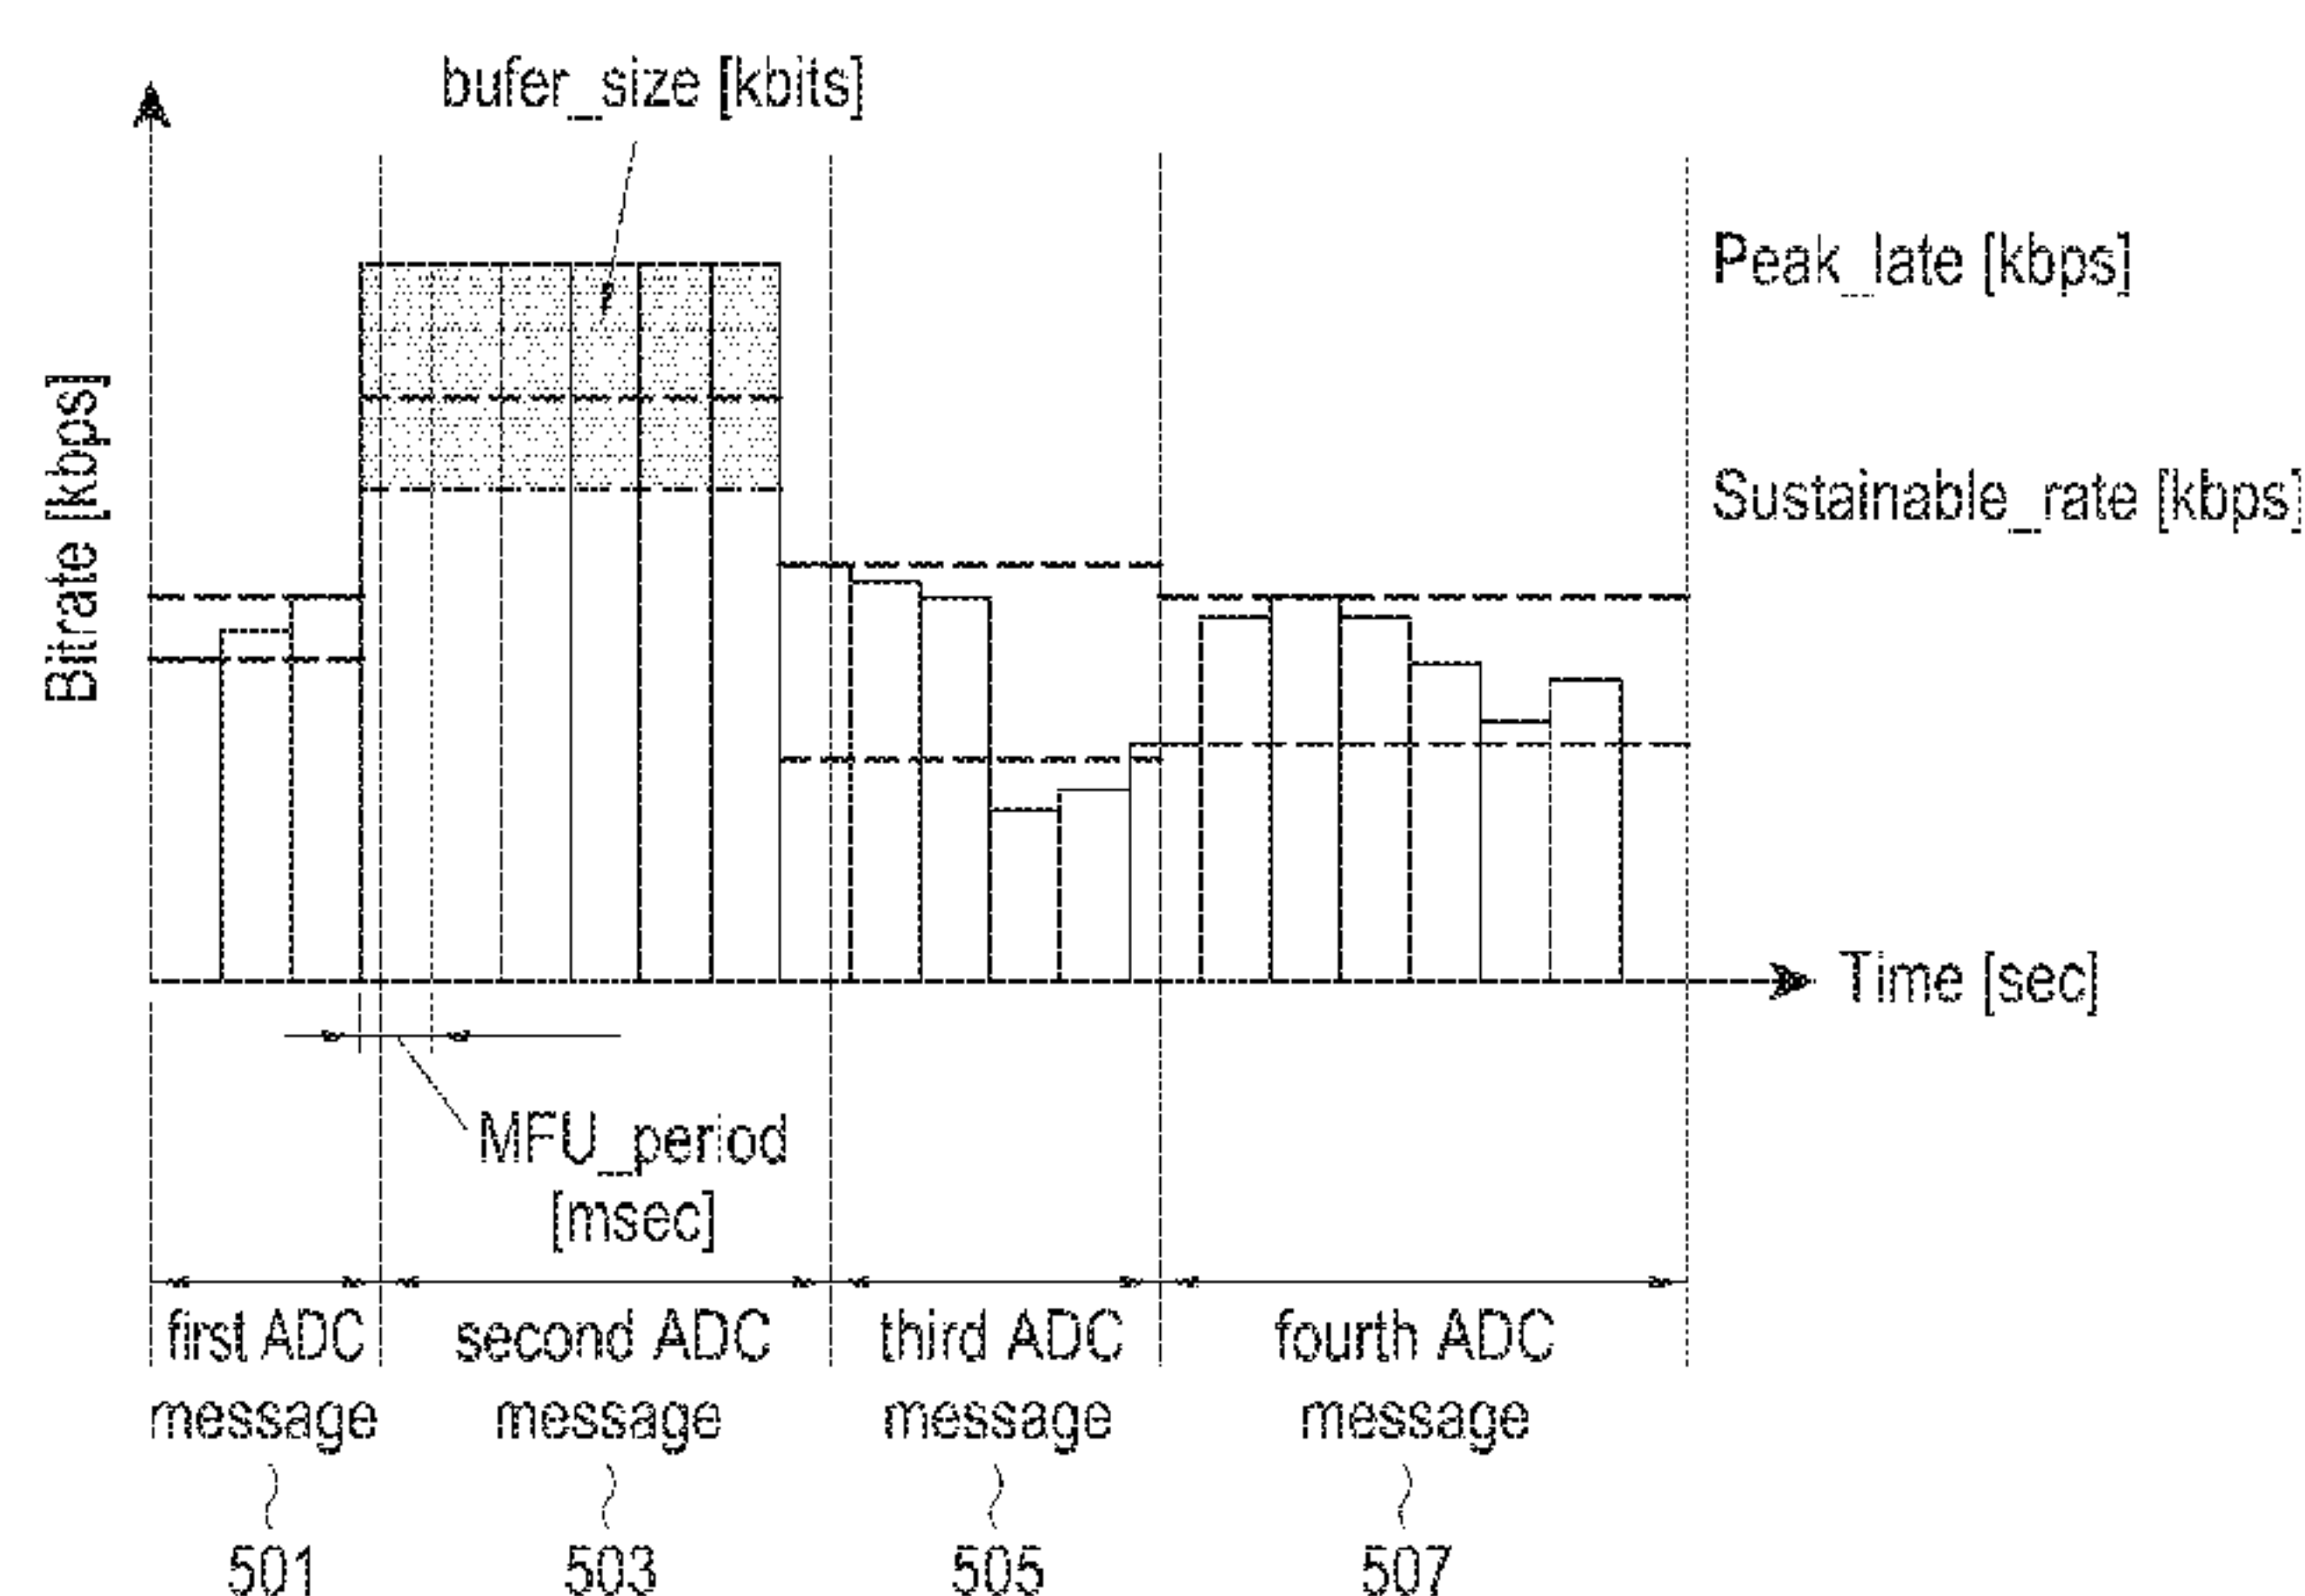 bufer_size [kbits]
Peak_late [kbps]
Sustainable_rate [kbps]
Bitrate [kbps]
Time [sec]
MFU_period
[msec]
first ADC
message
second ADC
message
third ADC
message
fourth ADC
message
501
503
505
507